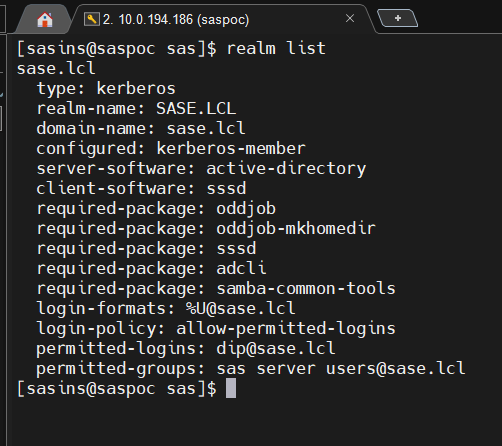 2. 10.0.194.186 (saspoc)
[sasins@saspoc sas]$ realm list
sase.lcl
type: kerberos
realm-name: SASE.LCL
domain-name: sase.lcl
configured: kerberos-member
server-software: active-directory
client-software: sssd
required-package: oddjob
required-package: oddjob-mkhomedir
required-package: sssd
required-package: adcli
required-package: samba-common-tools
login-formats: %U@sase.lcl
login-policy: allow-permitted-logins
permitted-logins: dip@sase.lcl
permitted-groups: sas server users@sase.lcl
[sasins@saspoc sas]$